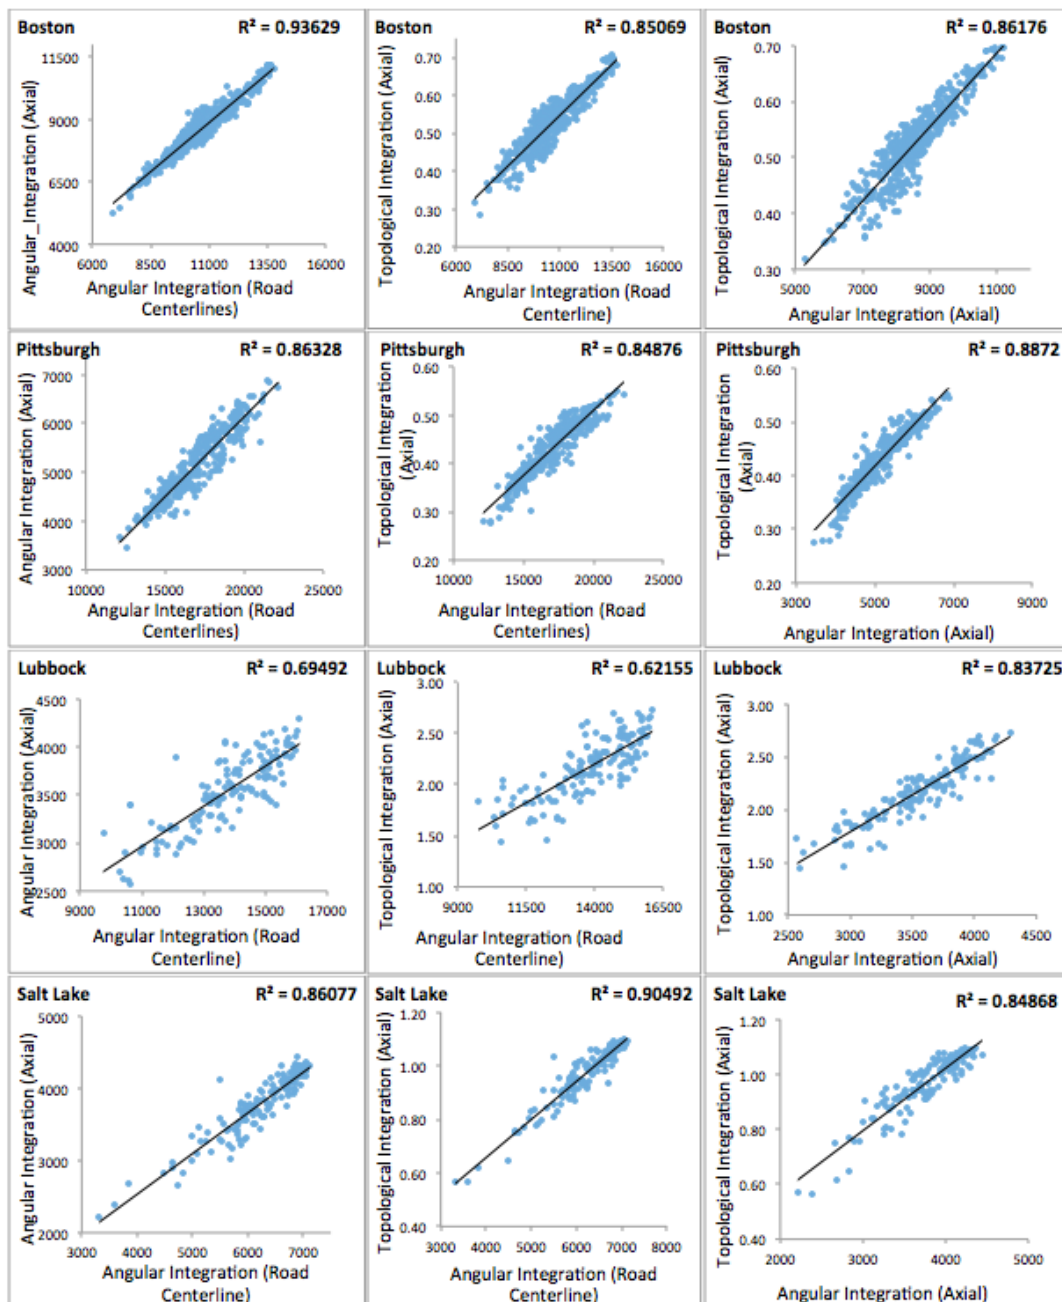 Boston R² = 0.93629
Angular_Integration (Axial)
11500
9000
6500
4000
6000 8500 11000 13500 16000
Angular Integration (Road
Centerlines)
Boston R² = 0.85069
Topological Integration (Axial)
0.70
0.60
0.50
0.40
0.30
0.20
6000 8500 11000 13500 16000
Angular Integration (Road
Centerline)
Boston R² = 0.86176
Topological Integration (Axial)
0.70
0.60
0.50
0.40
0.30
5000 7000 9000 11000
Angular Integration (Axial)
Pittsburgh R² = 0.86328
Angular Integration (Axial)
7000
6000
5000
4000
3000
10000 15000 20000 25000
Angular Integration (Road
Centerlines)
Pittsburgh R² = 0.84876
Topological Integration
(Axial)
0.60
0.50
0.40
0.30
0.20
10000 15000 20000 25000
Angular Integration (Road
Centerlines)
Pittsburgh R² = 0.8872
Topological Integration
(Axial)
0.60
0.50
0.40
0.30
0.20
3000 5000 7000 9000
Angular Integration (Axial)
Lubbock R² = 0.69492
Angular Integration (Axial)
4500
4000
3500
3000
2500
9000 11000 13000 15000 17000
Angular Integration (Road
Centerline)
Lubbock R² = 0.62155
Topological Integration (Axial)
3.00
2.50
2.00
1.50
1.00
9000 11500 14000 16500
Angular Integration (Road
Centerline)
Lubbock R² = 0.83725
Topological Integration (Axial)
3.00
2.50
2.00
1.50
1.00
2500 3000 3500 4000 4500
Angular Integration (Axial)
Salt Lake R² = 0.86077
Angular Integration (Axial)
5000
4000
3000
2000
3000 4000 5000 6000 7000
Angular Integration (Road
Centerline)
Salt Lake R² = 0.90492
Topological Integration (Axial)
1.20
1.00
0.80
0.60
0.40
3000 4000 5000 6000 7000 8000
Angular Integration (Road
Centerline)
Salt Lake R² = 0.84868
Topological Integration (Axial)
1.20
1.00
0.80
0.60
0.40
2000 3000 4000 5000
Angular Integration (Axial)